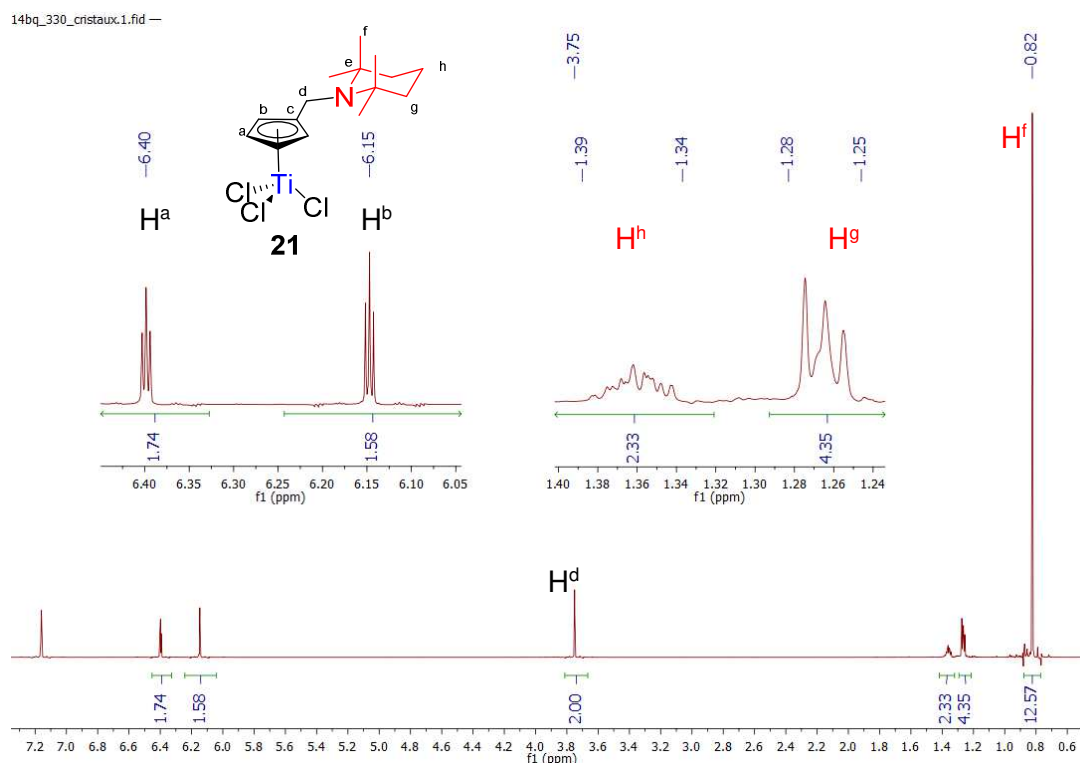 14bq_330_cristaux.1.fid —
f
e
h
d
N
g
b
c
a
Ti
Cl
Cl
Cl
21
—6.40
—6.15
Hᵃ
Hᵇ
1.74
1.58
6.40 6.35 6.30 6.25 6.20 6.15 6.10 6.05
f1 (ppm)
—3.75
—0.82
—1.39
—1.34
—1.28
—1.25
Hᶠ
Hʰ
Hᵍ
2.33
4.35
1.40 1.38 1.36 1.34 1.32 1.30 1.28 1.26 1.24
f1 (ppm)
Hᵈ
1.74
1.58
2.00
2.33
4.35
12.57
7.2 7.0 6.8 6.6 6.4 6.2 6.0 5.8 5.6 5.4 5.2 5.0 4.8 4.6 4.4 4.2 4.0 3.8 3.6 3.4 3.2 3.0 2.8 2.6 2.4 2.2 2.0 1.8 1.6 1.4 1.2 1.0 0.8 0.6
f1 (ppm)